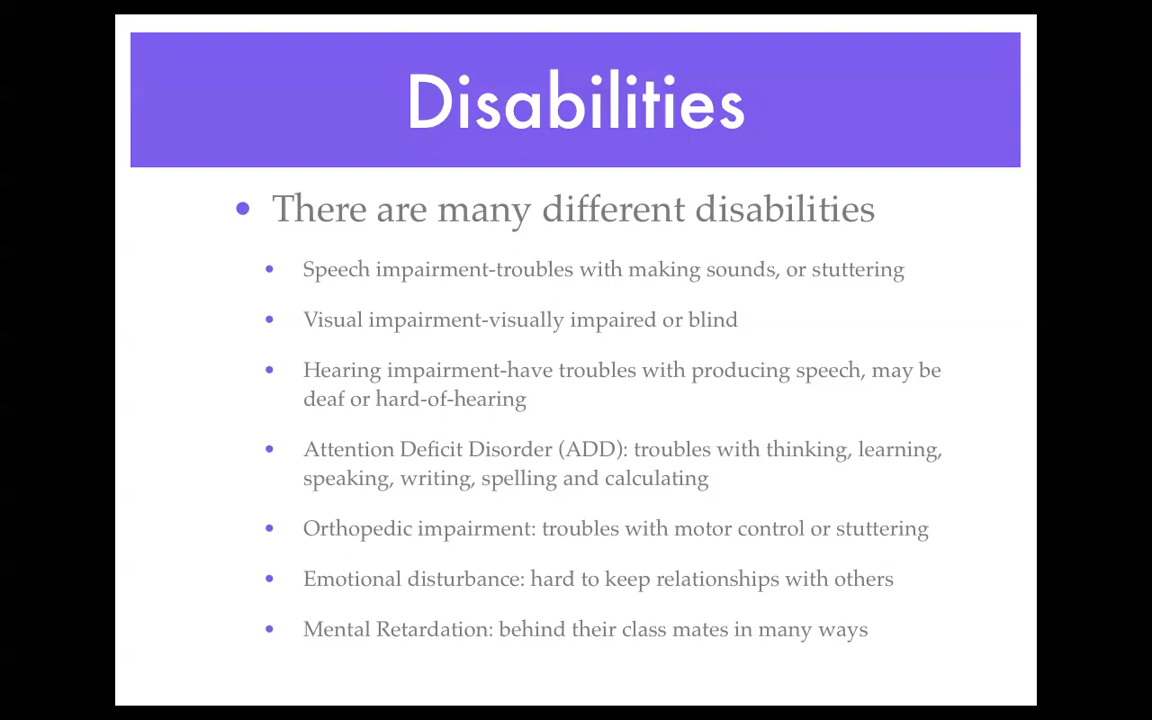 Disabilities
• There are many different disabilities
• Speech impairment-troubles with making sounds, or stuttering
• Visual impairment-visually impaired or blind
• Hearing impairment-have troubles with producing speech, may be
deaf or hard-of-hearing
• Attention Deficit Disorder (ADD): troubles with thinking, learning,
speaking, writing, spelling and calculating
• Orthopedic impairment: troubles with motor control or stuttering
• Emotional disturbance: hard to keep relationships with others
• Mental Retardation: behind their class mates in many ways